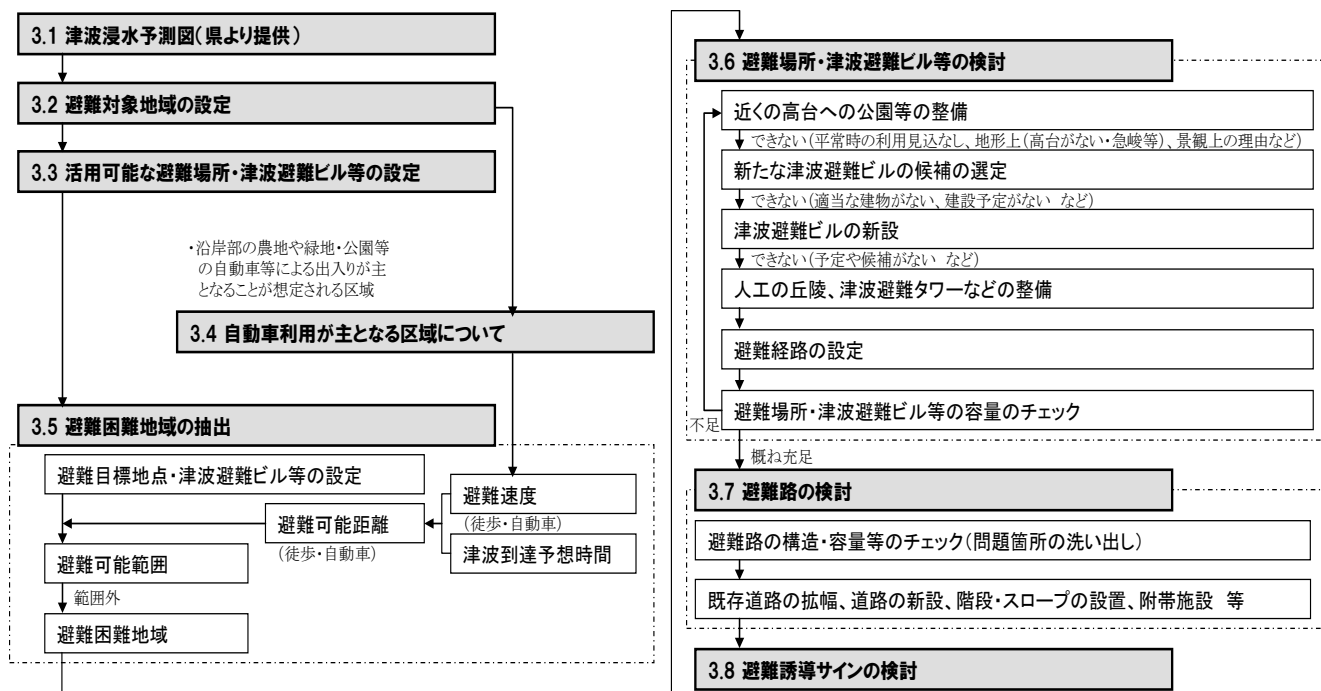 3.1 津波浸水予測図(県より提供)
3.2 避難対象地域の設定
3.3 活用可能な避難場所・津波避難ビル等の設定
・沿岸部の農地や緑地・公園等
の自動車等による出入りが主
となることが想定される区域
3.4 自動車利用が主となる区域について
3.5 避難困難地域の抽出
避難目標地点・津波避難ビル等の設定
避難速度
(徒歩・自動車)
避難可能距離
(徒歩・自動車)
津波到達予想時間
避難可能範囲
範囲外
避難困難地域
3.6 避難場所・津波避難ビル等の検討
近くの高台への公園等の整備
できない(平常時の利用見込なし、地形上(高台がない・急峻等)、景観上の理由など)
新たな津波避難ビルの候補の選定
できない(適当な建物がない、建設予定がない など)
津波避難ビルの新設
できない(予定や候補がない など)
人工の丘陵、津波避難タワーなどの整備
避難経路の設定
避難場所・津波避難ビル等の容量のチェック
不足
概ね充足
3.7 避難路の検討
避難路の構造・容量等のチェック(問題箇所の洗い出し)
既存道路の拡幅、道路の新設、階段・スロープの設置、附帯施設 等
3.8 避難誘導サインの検討